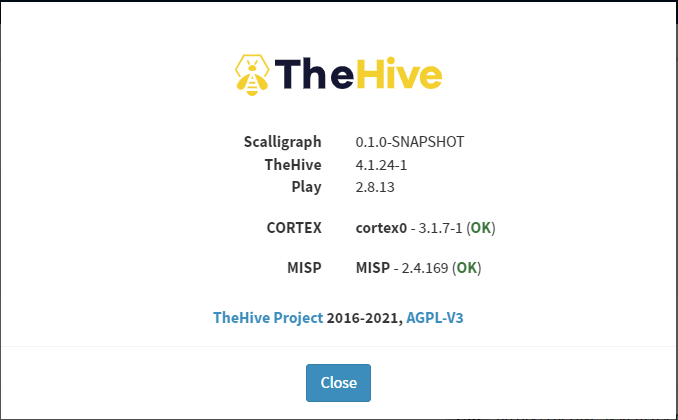 TheHive
Scalligraph 0.1.0-SNAPSHOT
TheHive 4.1.24-1
Play 2.8.13
CORTEX cortex0 - 3.1.7-1 (OK)
MISP MISP - 2.4.169 (OK)
TheHive Project 2016-2021, AGPL-V3
Close